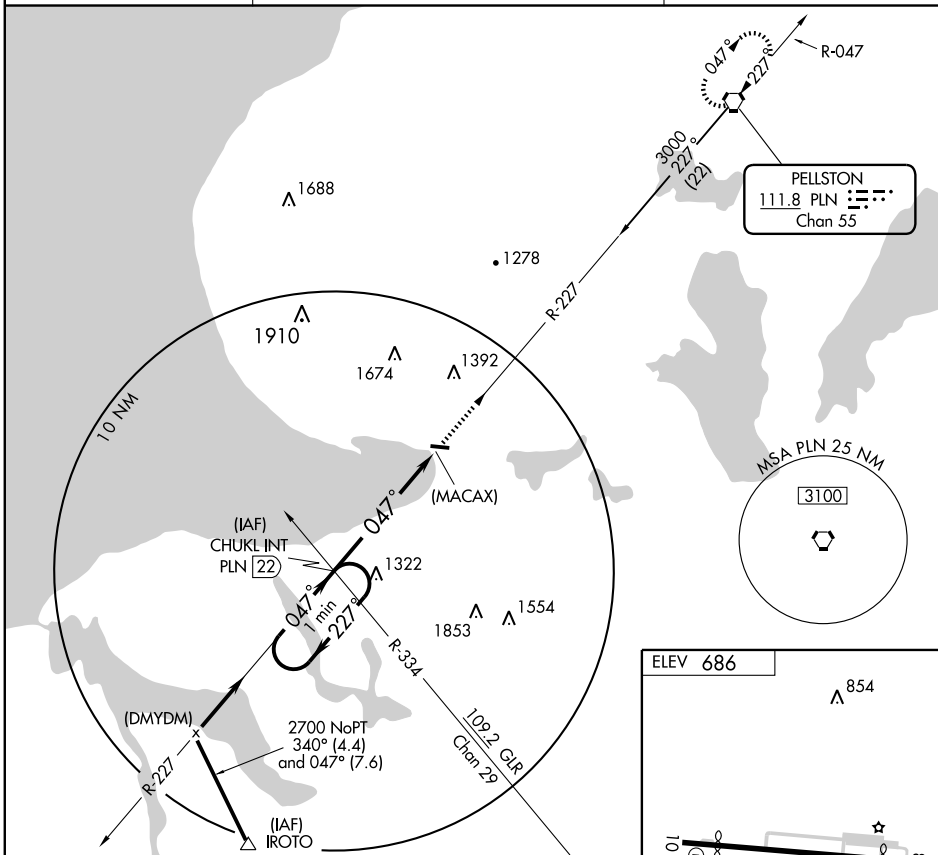 047°
227°
R-047
3000
227°
(22)
PELLSTON
111.8 PLN
Chan 55
1688
1278
R-227
1910
1674
1392
10 NM
(MACAX)
MSA PLN 25 NM
3100
047°
(IAF)
CHUKL INT
PLN 22
1322
047°
1 min
227°
1853
1554
R-334
ELEV 686
854
(DMYDM)
2700 NoPT
340° (4.4)
and 047° (7.6)
109.2 GLR
Chan 29
R-227
(IAF)
IROTO
10